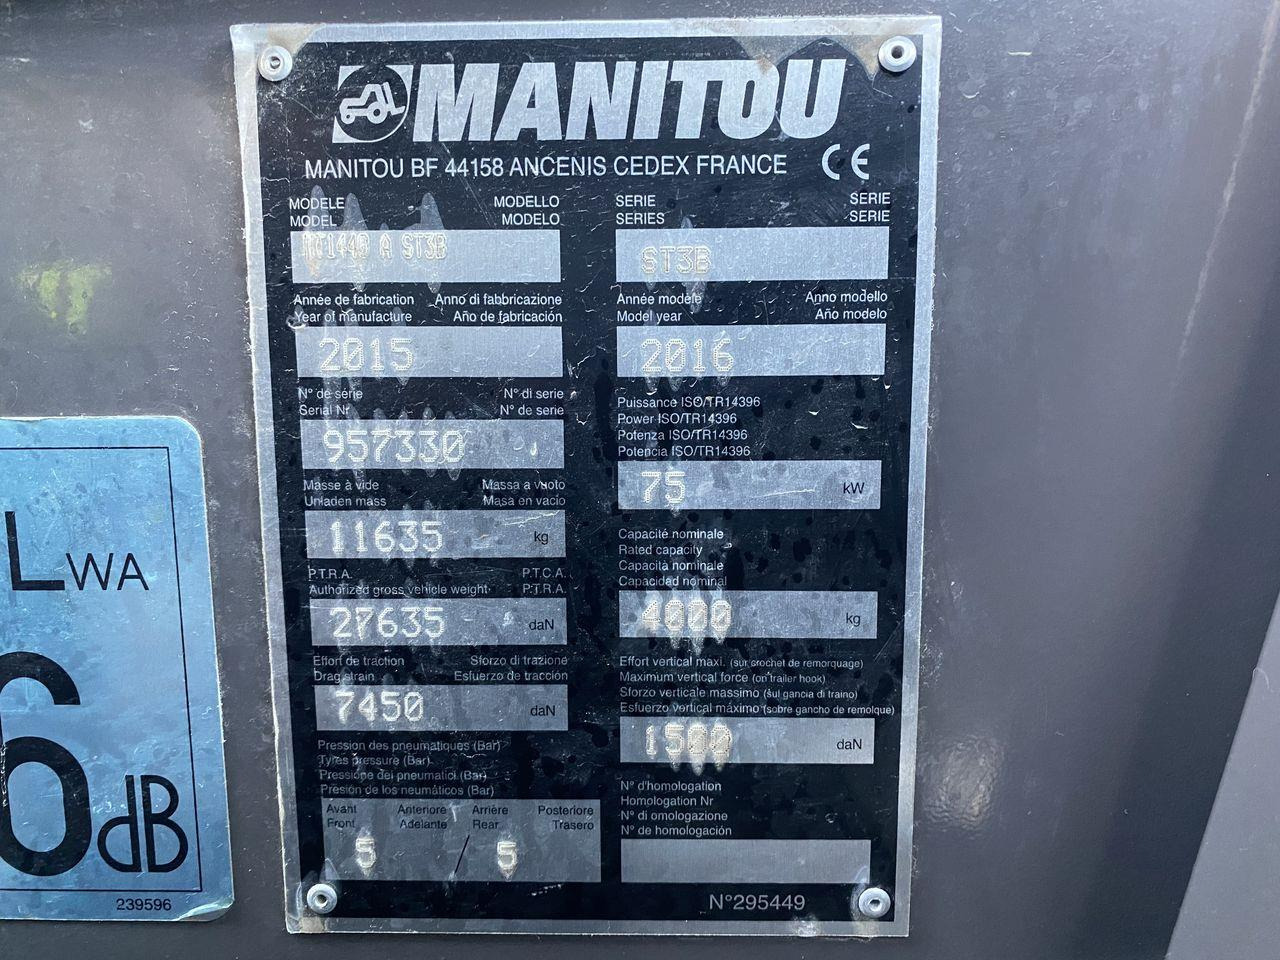 MANITOU
MANITOU BF 44158 ANCENIS CEDEX FRANCE CE
MODELE MODELLO
MODEL MODELO
MT1440 A ST3B
SERIE SERIE
SERIES SERIE
ST3B
Année de fabrication Anno di fabbricazione
Year of manufacture Año de fabricación
2015
Année modèle Anno modello
Model year Año modelo
2016
N° de série N° di serie
Serial Nr N° de serie
957330
Puissance ISO/TR14396
Power ISO/TR14396
Potenza ISO/TR14396
Potencia ISO/TR14396
75 kW
Masse à vide Massa a vuoto
Unladen mass Masa en vacio
11635 kg
Capacité nominale
Rated capacity
Capacità nominale
Capacidad nominal
4000 kg
P.T.R.A. P.T.C.A.
Authorized gross vehicle weight P.T.R.A.
27635 daN
Effort de traction Sforzo di trazione
Drag strain Esfuerzo de tracción
7450 daN
Effort vertical maxi. (sur crochet de remorquage)
Maximum vertical force (on trailer hook)
Sforzo verticale massimo (sul gancia di traino)
Esfuerzo vertical máximo (sobre gancho de remolque)
1500 daN
Pression des pneumatiques (Bar)
Tyres pressure (Bar)
Pressione dei pneumatici (Bar)
Presión de los neumáticos (Bar)
Avant Anteriore Arrière Posteriore
Front Adelante Rear Trasero
5 / 5
N° d'homologation
Homologation Nr
N° di omologazione
N° de homologación
N°295449
LWA
6dB
239596